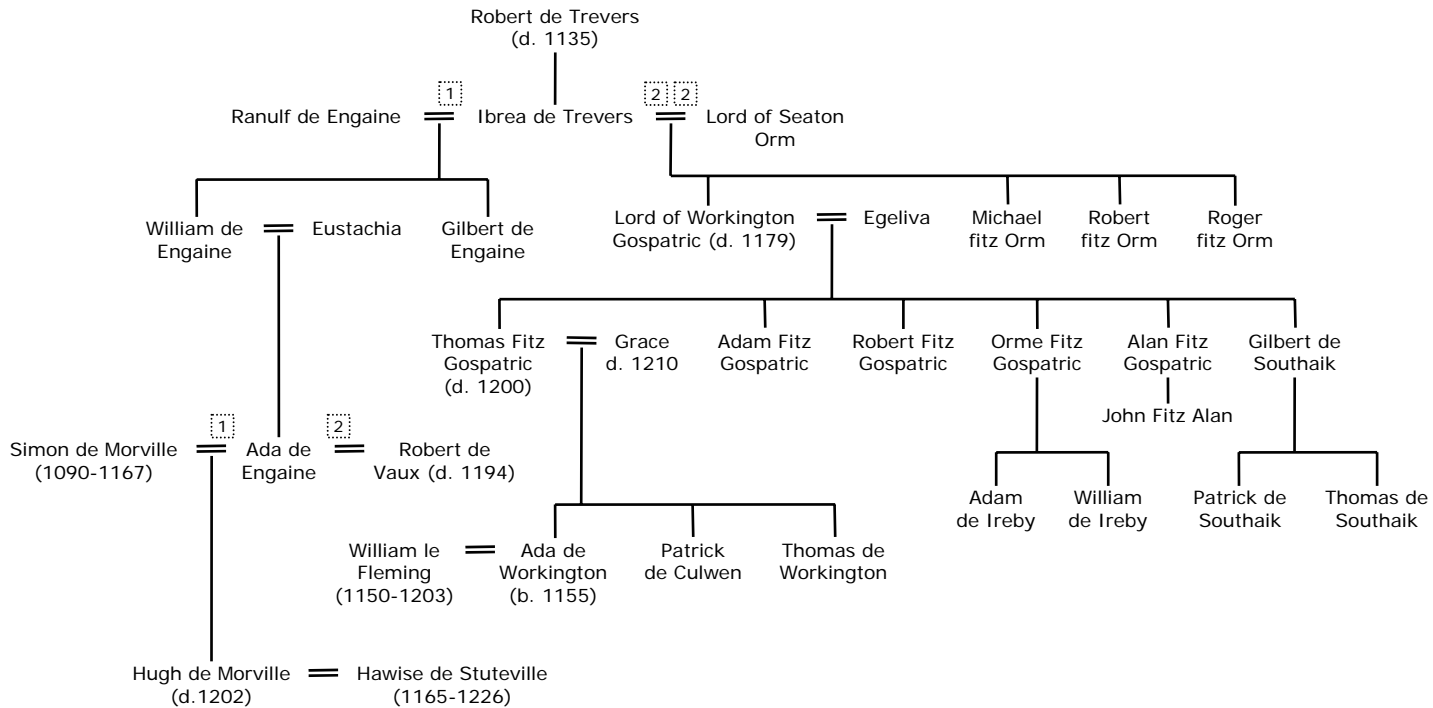 Robert de Trevers
(d. 1135)
1
2 2
Ranulf de Engaine
Ibrea de Trevers
Lord of Seaton
Orm
William de
Engaine
Eustachia
Gilbert de
Engaine
Lord of Workington
Gospatric (d. 1179)
Egeliva
Michael
fitz Orm
Robert
fitz Orm
Roger
fitz Orm
Thomas Fitz
Gospatric
(d. 1200)
Grace
d. 1210
Adam Fitz
Gospatric
Robert Fitz
Gospatric
Orme Fitz
Gospatric
Alan Fitz
Gospatric
Gilbert de
Southaik
John Fitz Alan
1
2
Simon de Morville
(1090-1167)
Ada de
Engaine
Robert de
Vaux (d. 1194)
Adam
de Ireby
William
de Ireby
Patrick de
Southaik
Thomas de
Southaik
William le
Fleming
(1150-1203)
Ada de
Workington
(b. 1155)
Patrick
de Culwen
Thomas de
Workington
Hugh de Morville
(d.1202)
Hawise de Stuteville
(1165-1226)